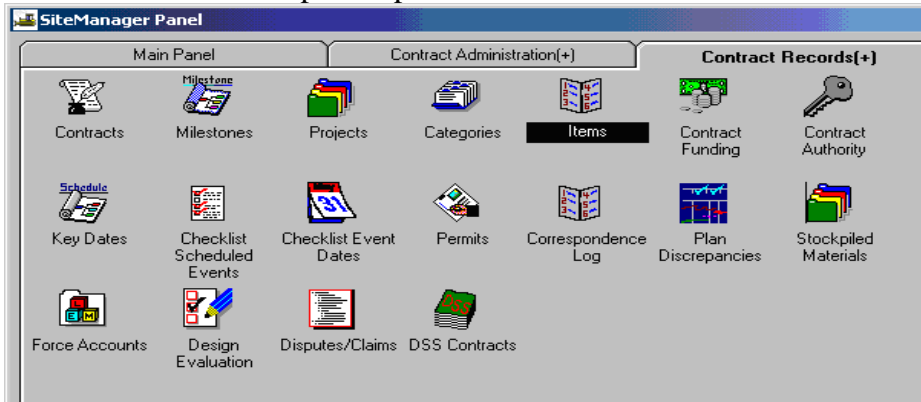 SiteManager Panel
Main Panel
Contract Administration(+)
Contract Records(+)
Milestone
Contracts
Milestones
Projects
Categories
Items
Contract
Funding
Contract
Authority
Schedule
31
Key Dates
Checklist
Scheduled
Events
Checklist Event
Dates
Permits
Correspondence
Log
Plan
Discrepancies
Stockpiled
Materials
L
E M
DSS
Force Accounts
Design
Evaluation
Disputes/Claims
DSS Contracts